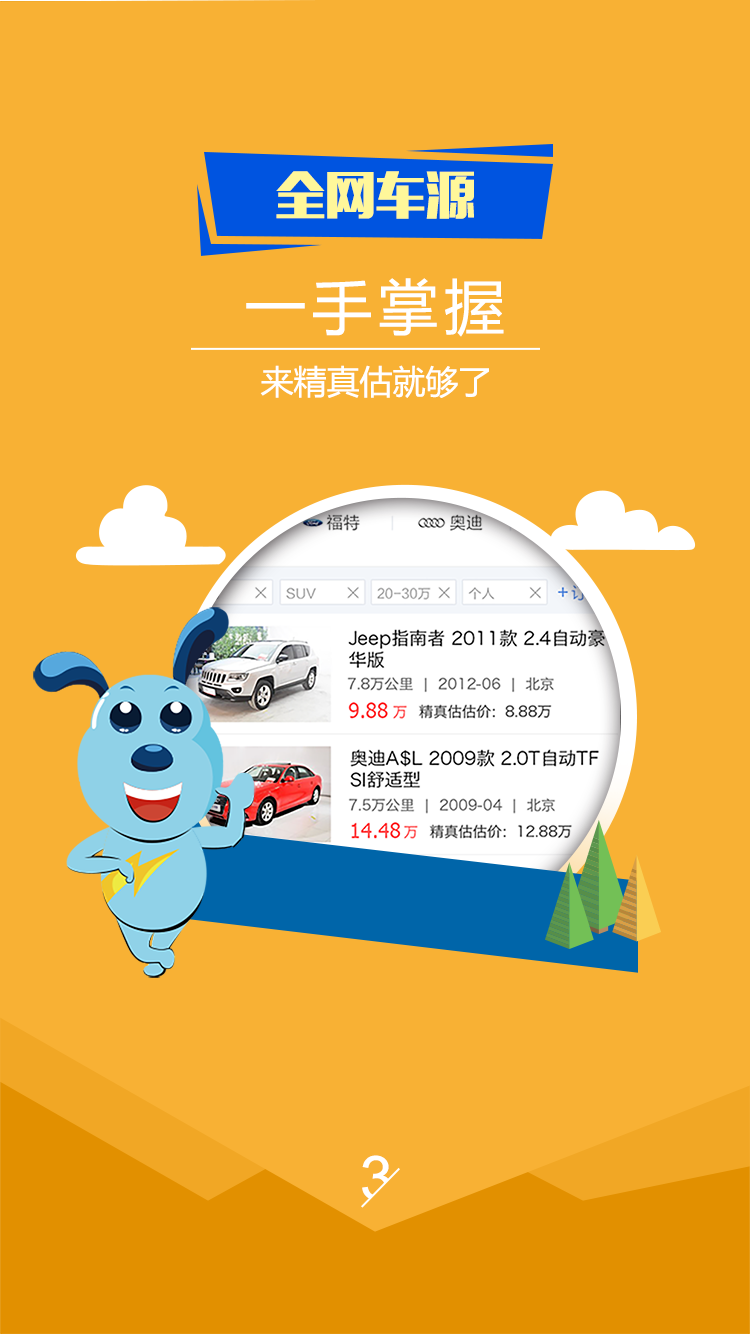 全网车源
一手掌握
来精真估就够了
福特 | 奥迪
× SUV × 20-30万 × 个人 × +订
Jeep指南者 2011款 2.4自动豪
华版
7.8万公里 | 2012-06 | 北京
9.88万 精真估估价：8.88万
奥迪A$L 2009款 2.0T自动TF
SI舒适型
7.5万公里 | 2009-04 | 北京
14.48万 精真估估价：12.88万
3